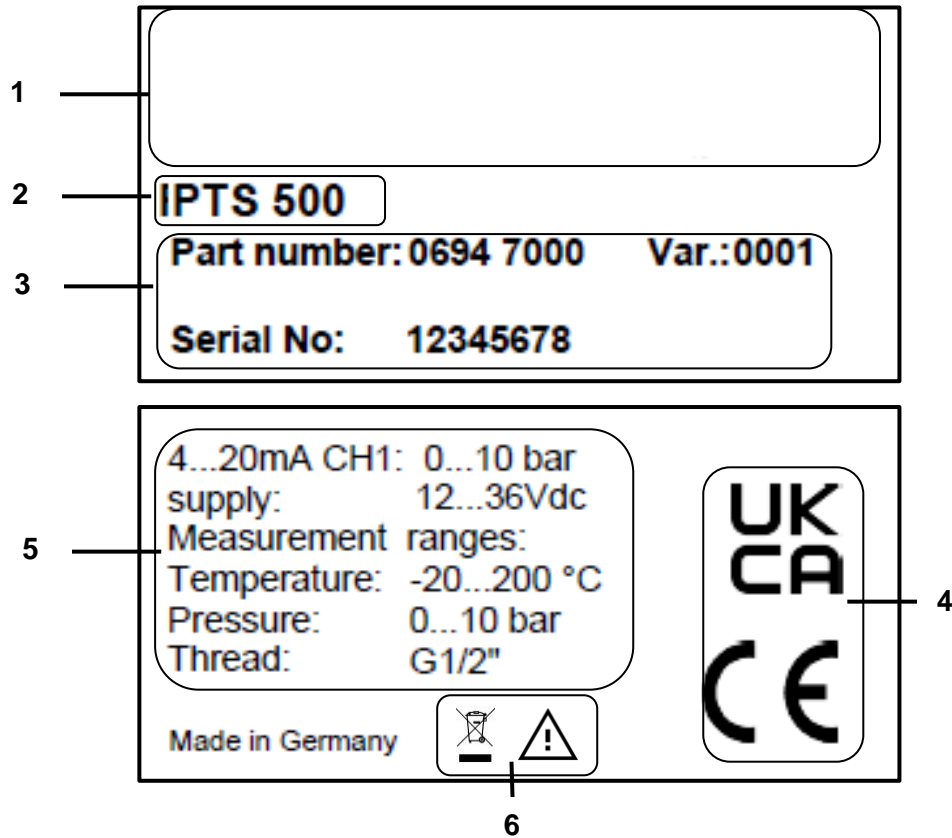 1
2
IPTS 500
Part number: 0694 7000 Var.: 0001
3
Serial No: 12345678
4...20mA CH1: 0...10 bar
supply: 12...36Vdc
Measurement ranges:
Temperature: -20...200 °C
Pressure: 0...10 bar
Thread: G1/2"
5
UK
CA
4
CE
Made in Germany
6